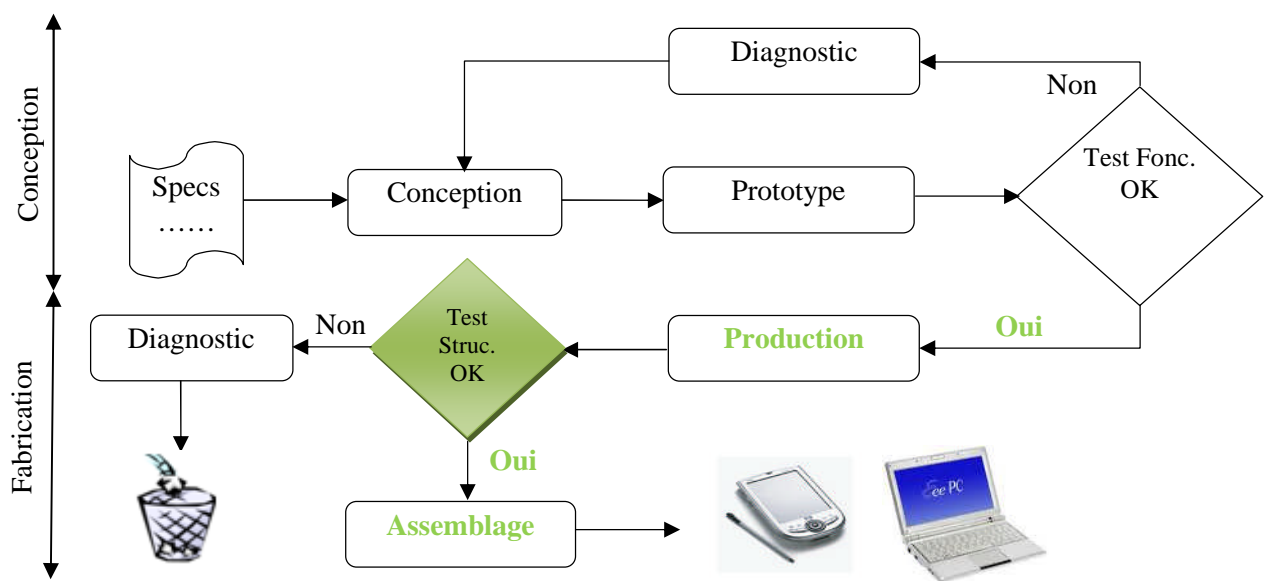 Conception
Diagnostic
Non
Specs
……
Conception
Prototype
Test Fonc.
OK
Fabrication
Diagnostic
Non
Test
Struc.
OK
Production
Oui
Oui
Assemblage
Eee PC